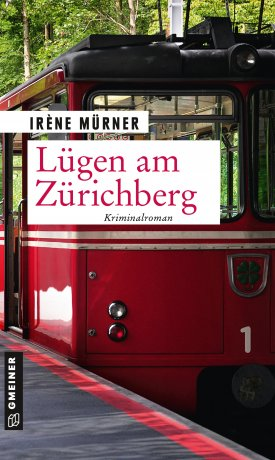 IRÈNE MÜRNER
Lügen am
Zürichberg
Kriminalroman
1
GMEINER